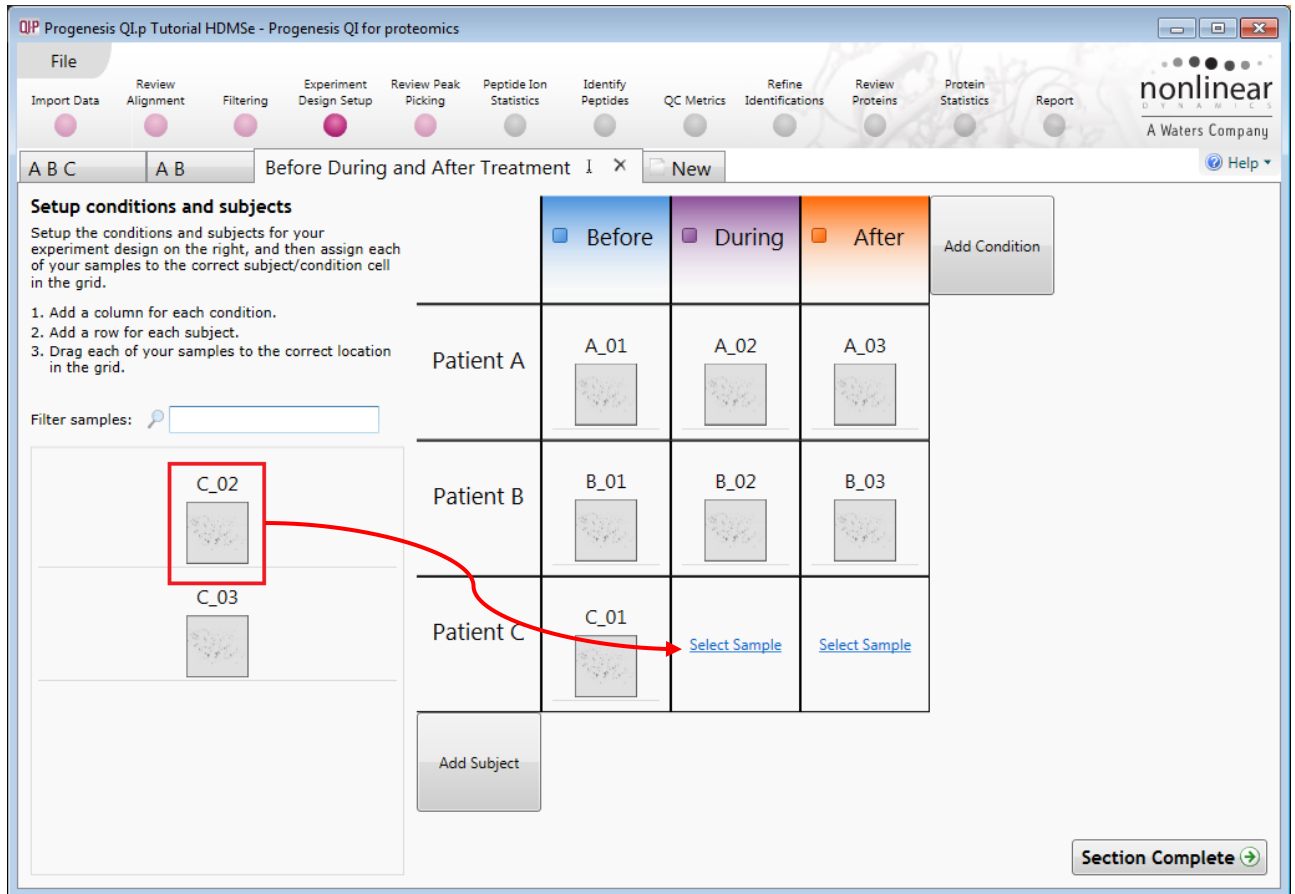 QIP Progenesis QI.p Tutorial HDMSe - Progenesis QI for proteomics
File
Import Data
Review
Alignment
Filtering
Experiment
Design Setup
Review Peak
Picking
Peptide Ion
Statistics
Identify
Peptides
QC Metrics
Refine
Identifications
Review
Proteins
Protein
Statistics
Report
nonlinear
DYNAMICS
A Waters Company
A B C
A B
Before During and After Treatment
New
Help
Setup conditions and subjects
Setup the conditions and subjects for your
experiment design on the right, and then assign each
of your samples to the correct subject/condition cell
in the grid.
1. Add a column for each condition.
2. Add a row for each subject.
3. Drag each of your samples to the correct location
in the grid.
Filter samples:
C_02
C_03
Before
During
After
Add Condition
Patient A
A_01
A_02
A_03
Patient B
B_01
B_02
B_03
Patient C
C_01
Select Sample
Select Sample
Add Subject
Section Complete